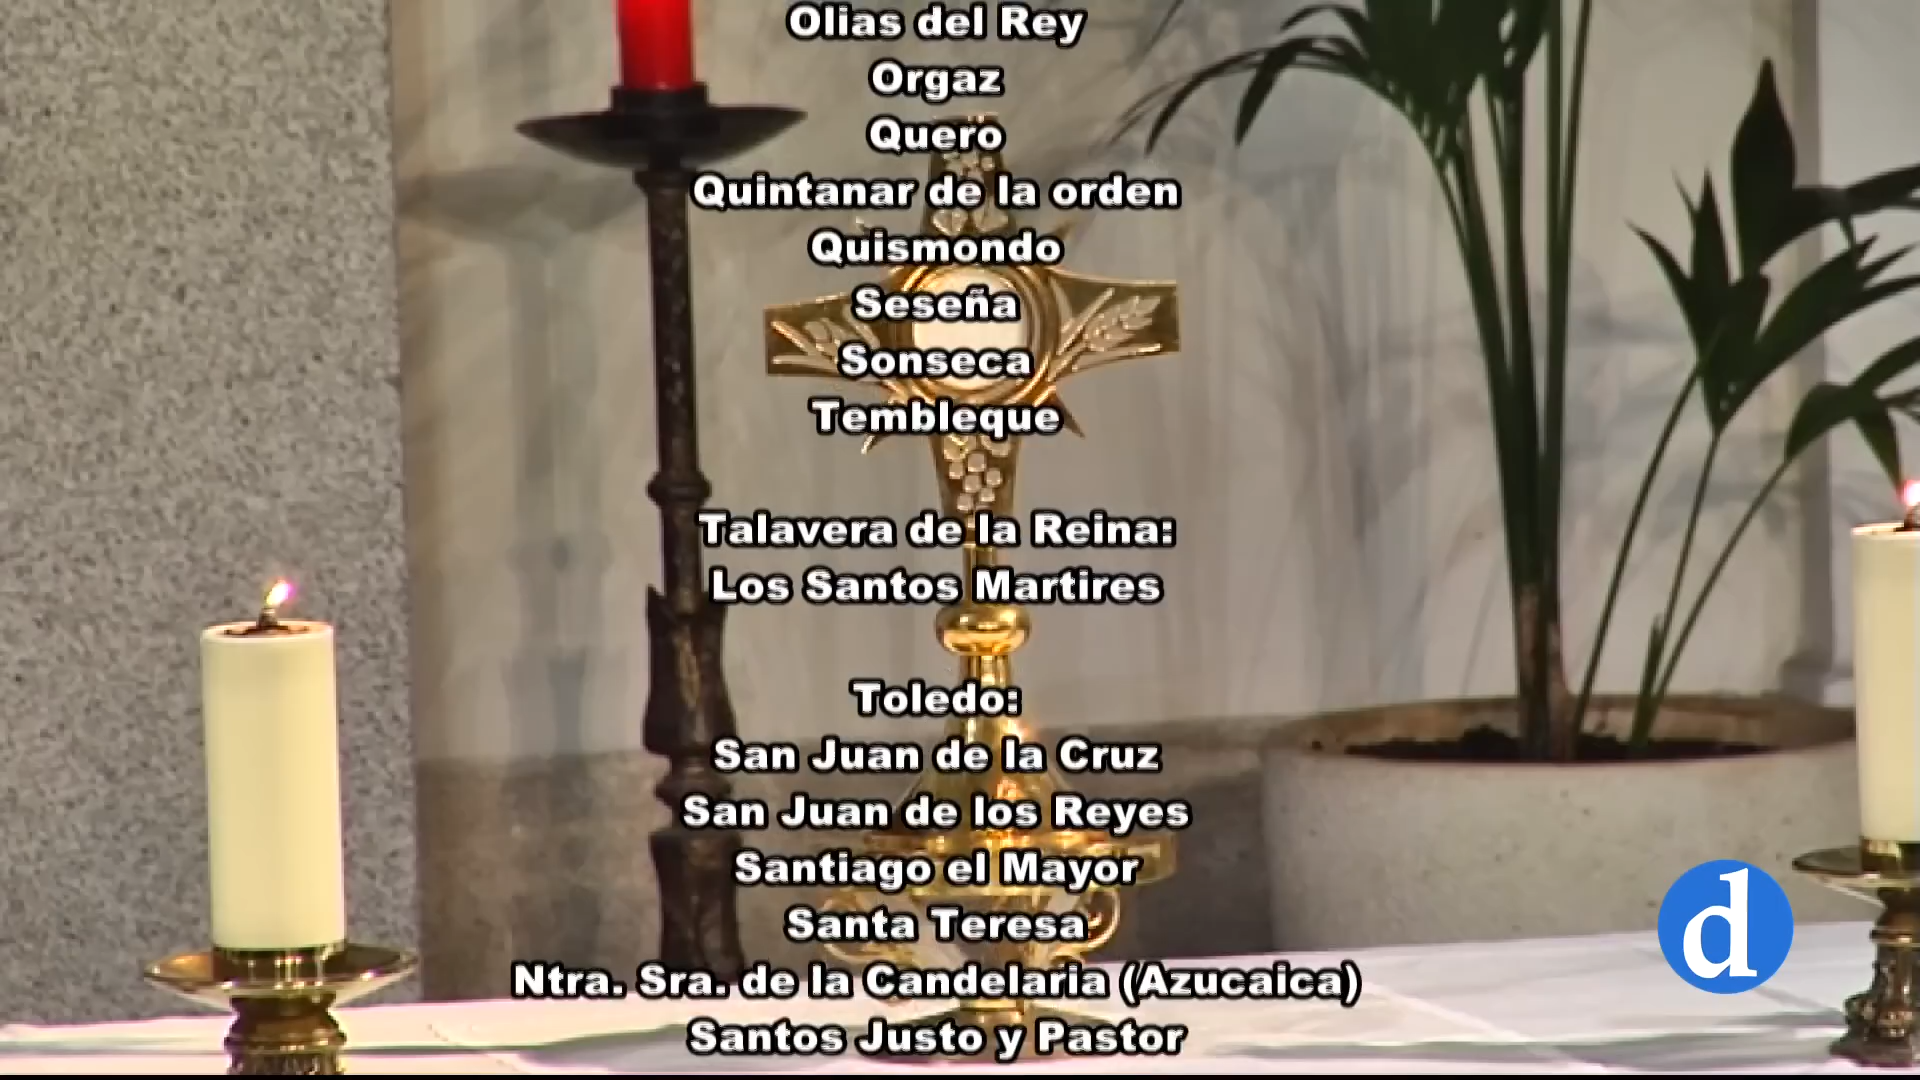 Olias del Rey
Orgaz
Quero
Quintanar de la orden
Quismondo
Seseña
Sonseca
Tembleque
Talavera de la Reina:
Los Santos Martires
Toledo:
San Juan de la Cruz
San Juan de los Reyes
Santiago el Mayor
Santa Teresa
Ntra. Sra. de la Candelaria (Azucaica)
Santos Justo y Pastor
d